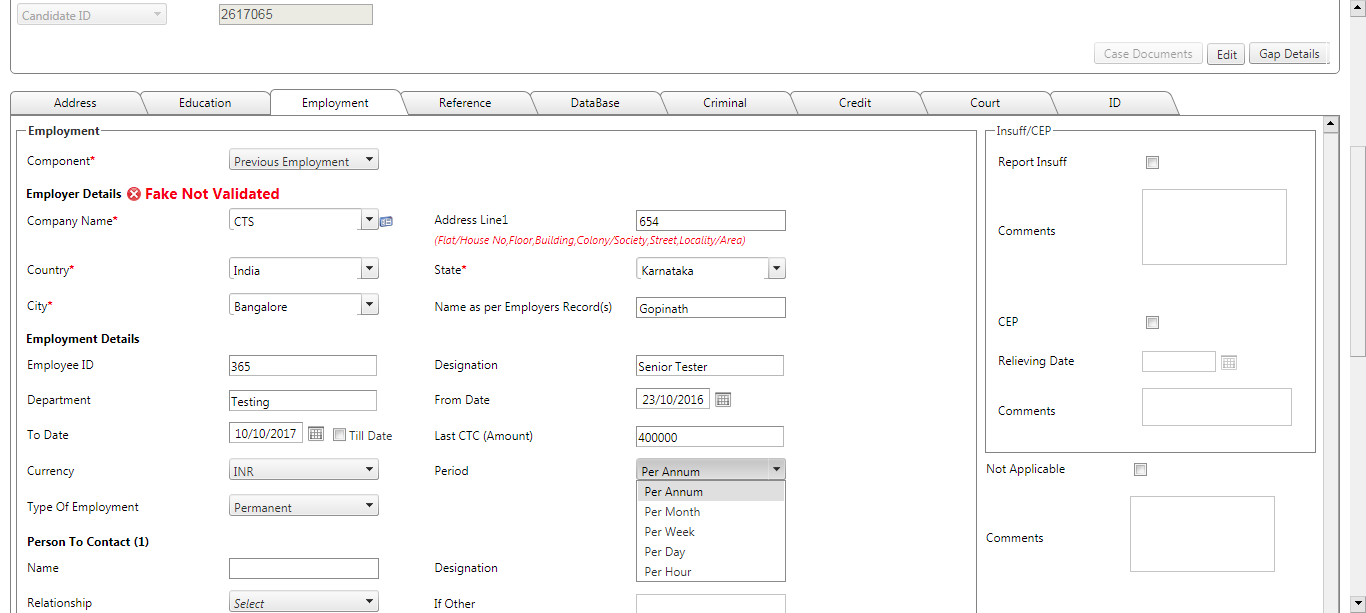 Candidate ID 2617065
Case Documents Edit Gap Details
Address Education Employment Reference DataBase Criminal Credit Court ID
Employment
Insuff/CEP
Component* Previous Employment
Report Insuff
Employer Details Fake Not Validated
Company Name* CTS Address Line1 654
(Flat/House No,Floor,Building,Colony/Society,Street,Locality/Area)
Comments
Country* India State* Karnataka
City* Bangalore Name as per Employers Record(s) Gopinath
CEP
Employment Details
Relieving Date
Employee ID 365 Designation Senior Tester
Department Testing From Date 23/10/2016
Comments
To Date 10/10/2017 Till Date Last CTC (Amount) 400000
Currency INR Period Per Annum
Not Applicable
Per Annum
Type Of Employment Permanent
Per Month
Per Week
Person To Contact (1)
Comments
Per Day
Name Designation
Per Hour
Relationship Select If Other